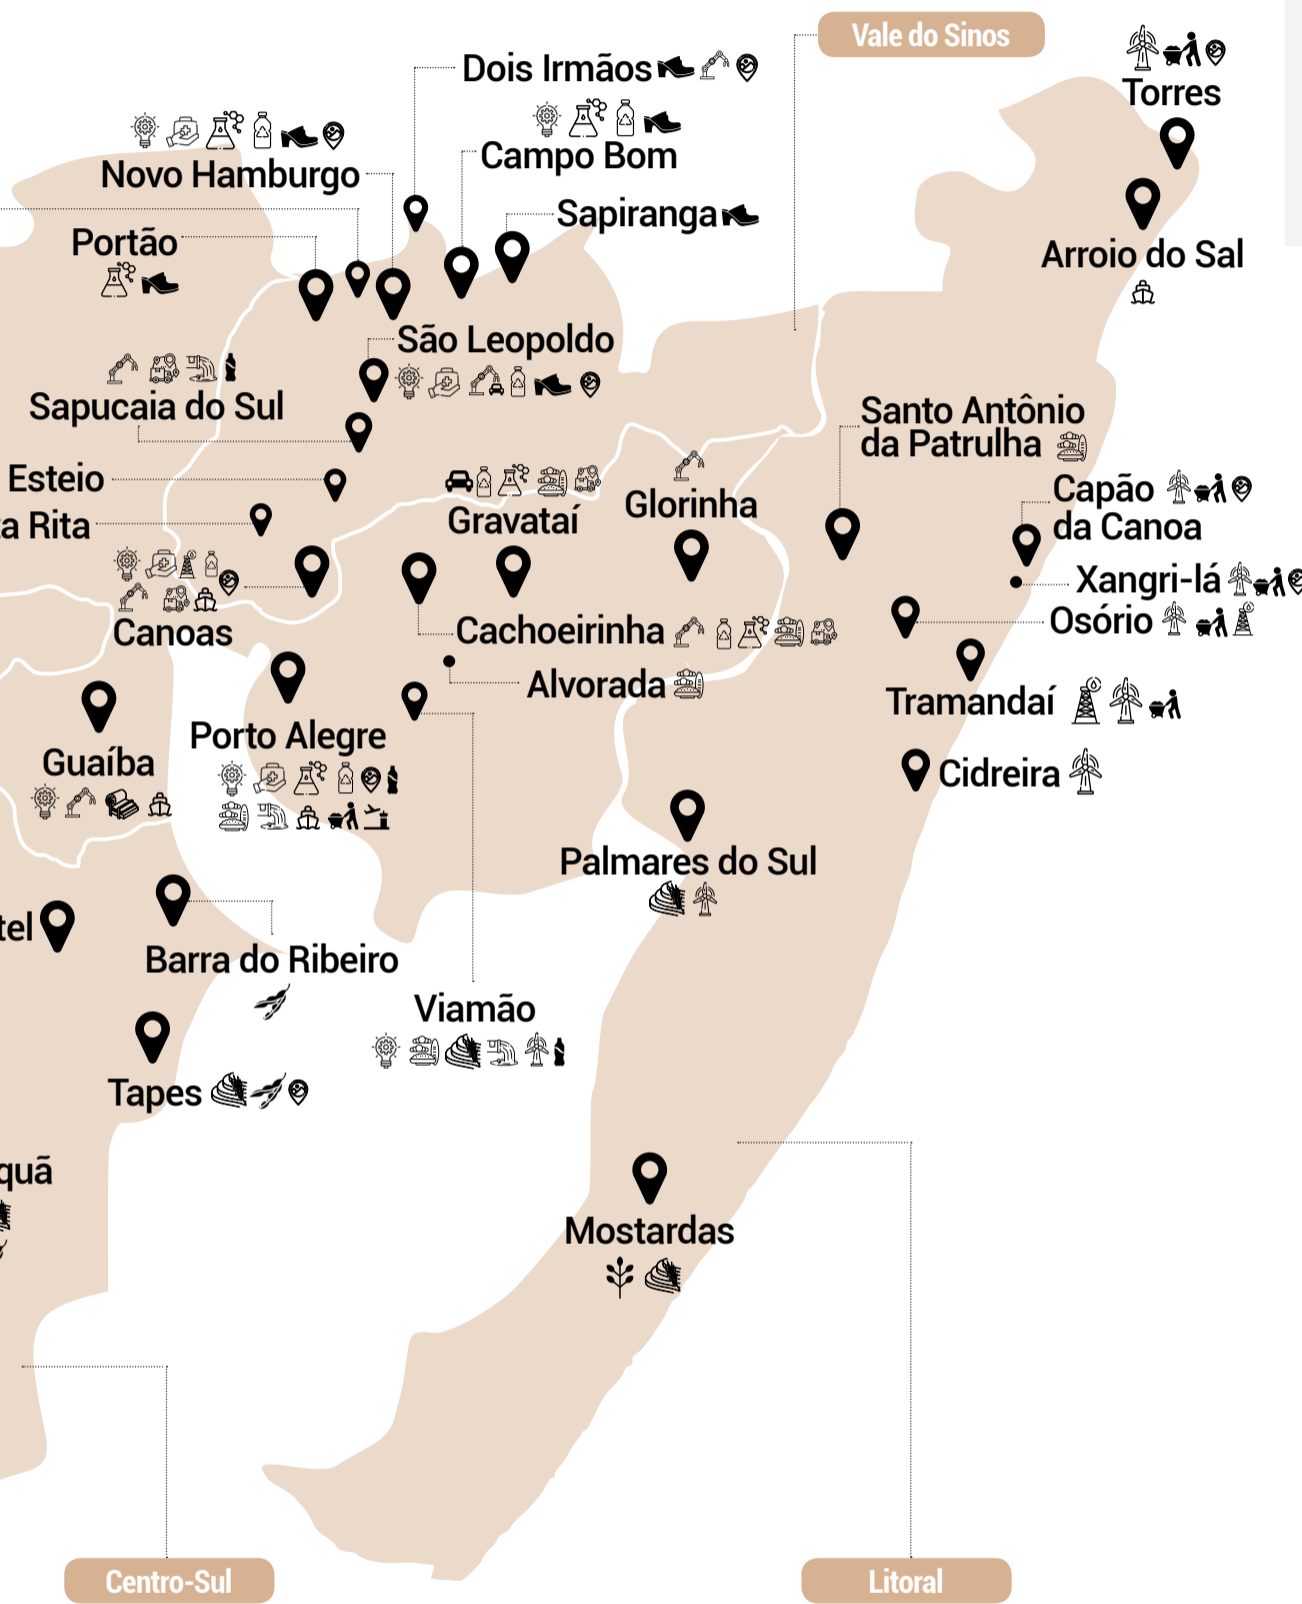 Vale do Sinos
Torres
Dois Irmãos
Campo Bom
Novo Hamburgo
Sapiranga
Portão
Arroio do Sal
São Leopoldo
Sapucaia do Sul
Santo Antônio
da Patrulha
Esteio
Capão
da Canoa
Glorinha
Gravataí
Rita
Xangri-lá
Osório
Canoas
Cachoeirinha
Alvorada
Tramandaí
Porto Alegre
Guaíba
Cidreira
Palmares do Sul
Barra do Ribeiro
Viamão
Tapes
Mostardas
Centro-Sul
Litoral